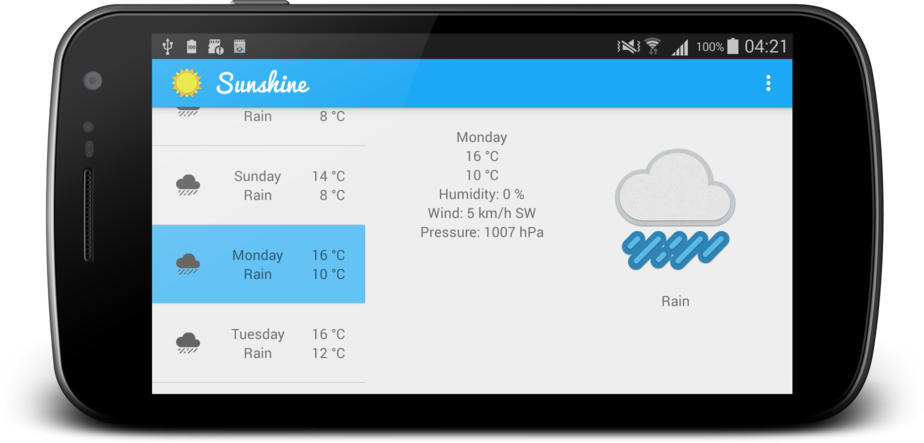 100% 04:21
Sunshine
Rain 8 °C
Sunday 14 °C
Rain 8 °C
Monday 16 °C
Rain 10 °C
Tuesday 16 °C
Rain 12 °C
Monday
16 °C
10 °C
Humidity: 0 %
Wind: 5 km/h SW
Pressure: 1007 hPa
Rain